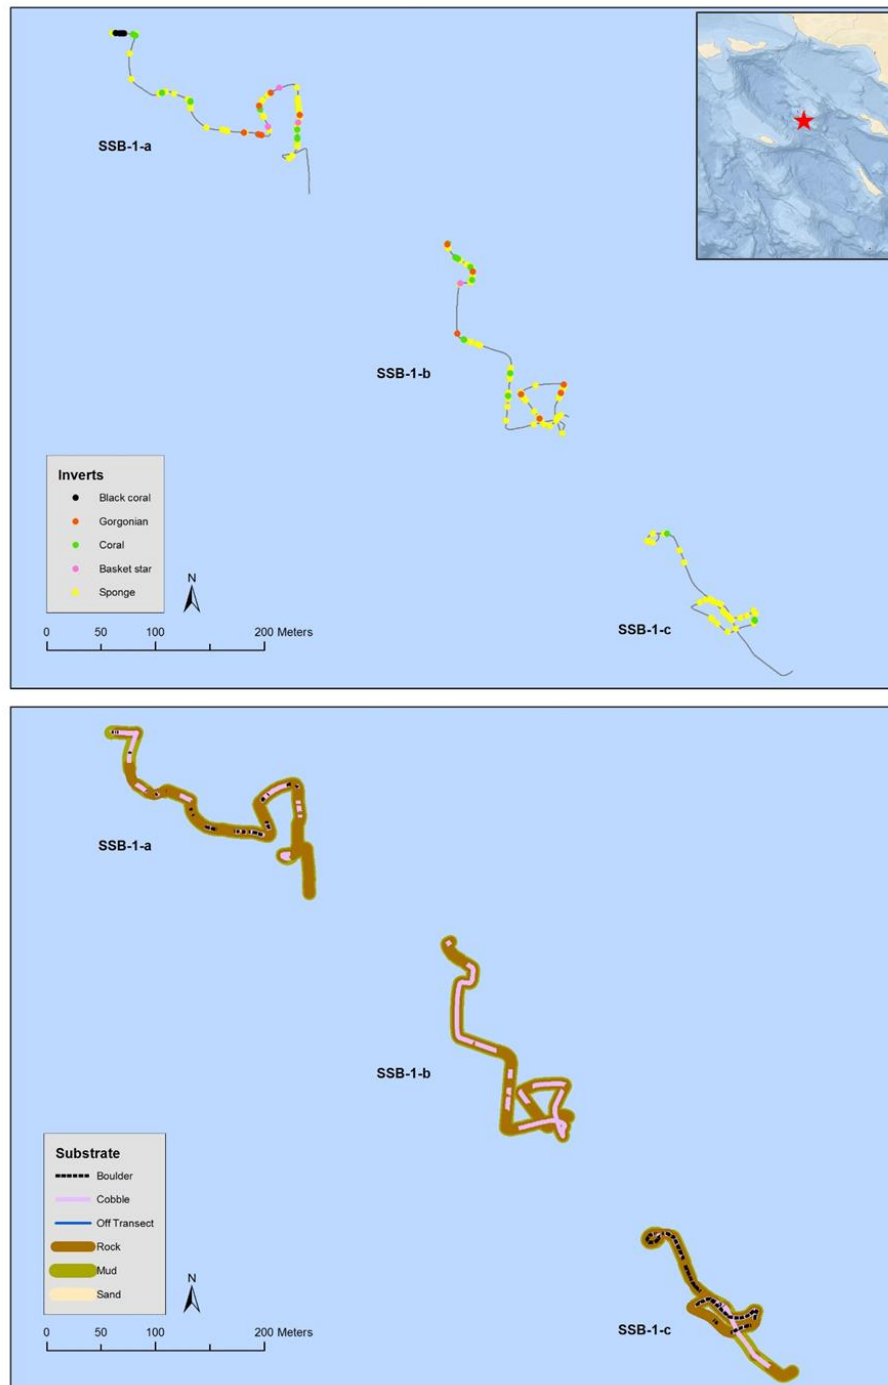 SSB-1-a
SSB-1-b
SSB-1-c
Inverts
Black coral
Gorgonian
Coral
Basket star
Sponge
N
0 50 100 200 Meters
SSB-1-a
SSB-1-b
SSB-1-c
Substrate
Boulder
Cobble
Off Transect
Rock
Mud
Sand
N
0 50 100 200 Meters